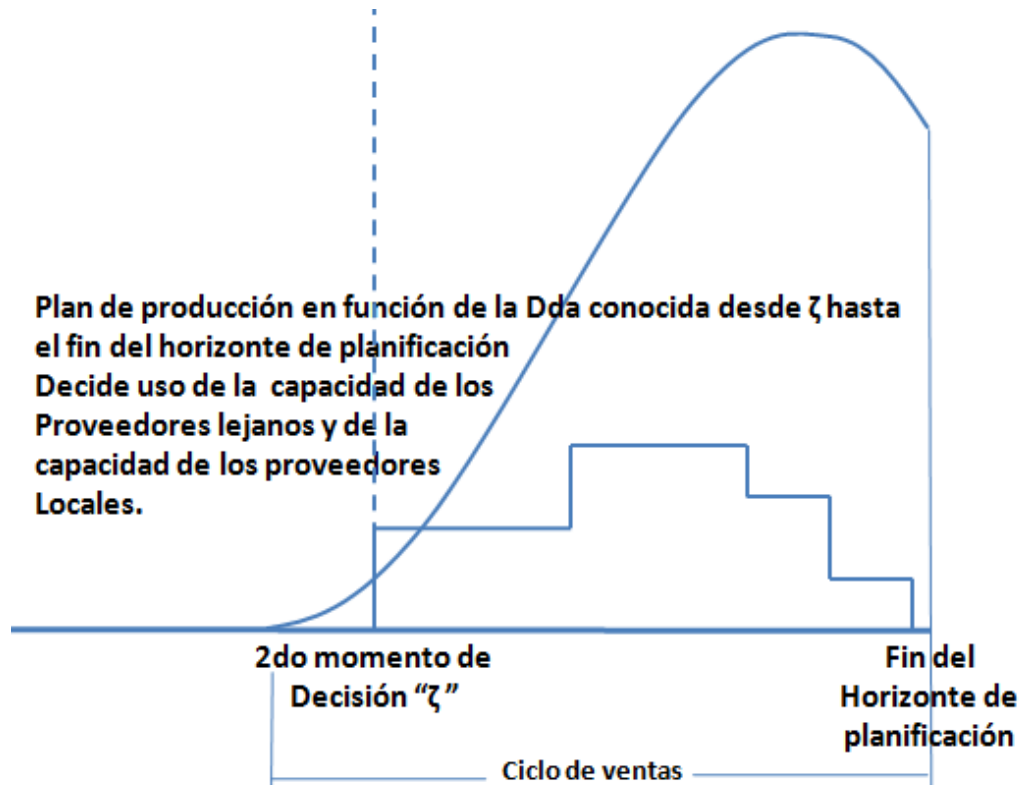 Plan de producción en función de la Dda conocida desde ζ hasta
el fin del horizonte de planificación
Decide uso de la capacidad de los
Proveedores lejanos y de la
capacidad de los proveedores
Locales.
2do momento de
Decisión “ζ”
Fin del
Horizonte de
planificación
Ciclo de ventas